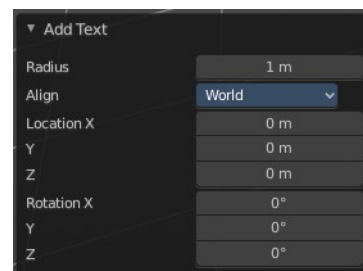 Add Text
Radius 1 m
Align World
Location X 0 m
Y 0 m
Z 0 m
Rotation X 0°
Y 0°
Z 0°